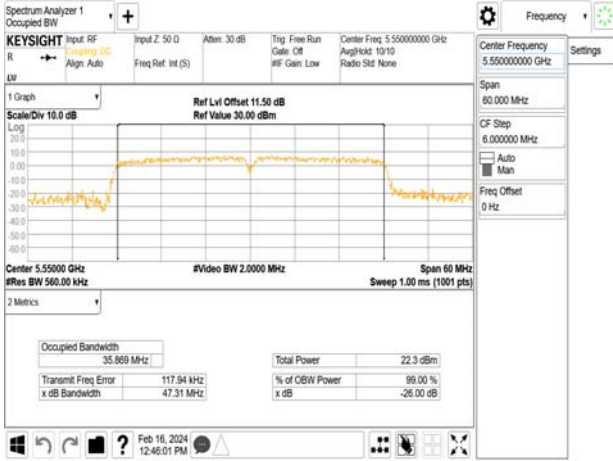 Spectrum Analyzer 1
Occupied BW
Frequency
KEYSIGHT
R
Input: RF
Coupling: DC
Align: Auto
Input Z: 50 Ω
Freq Ref: Int (S)
Atten: 30 dB
Trig: Free Run
Gate: Off
#IF Gain: Low
Center Freq: 5.550000000 GHz
Avg|Hold: 10/10
Radio Std: None
Center Frequency
5.550000000 GHz
Settings
Span
60.000 MHz
CF Step
6.000000 MHz
Auto
Man
Freq Offset
0 Hz
1 Graph
Scale/Div 10.0 dB
Ref Lvl Offset 11.50 dB
Ref Value 30.00 dBm
Log
20.0
10.0
0.00
-10.0
-20.0
-30.0
-40.0
-50.0
-60.0
Center 5.55000 GHz
#Res BW 560.00 kHz
#Video BW 2.0000 MHz
Span 60 MHz
Sweep 1.00 ms (1001 pts)
2 Metrics
Occupied Bandwidth
35.869 MHz
Total Power 22.3 dBm
Transmit Freq Error 117.94 kHz
% of OBW Power 99.00 %
x dB Bandwidth 47.31 MHz
x dB -26.00 dB
?
Feb 16, 2024
12:46:01 PM